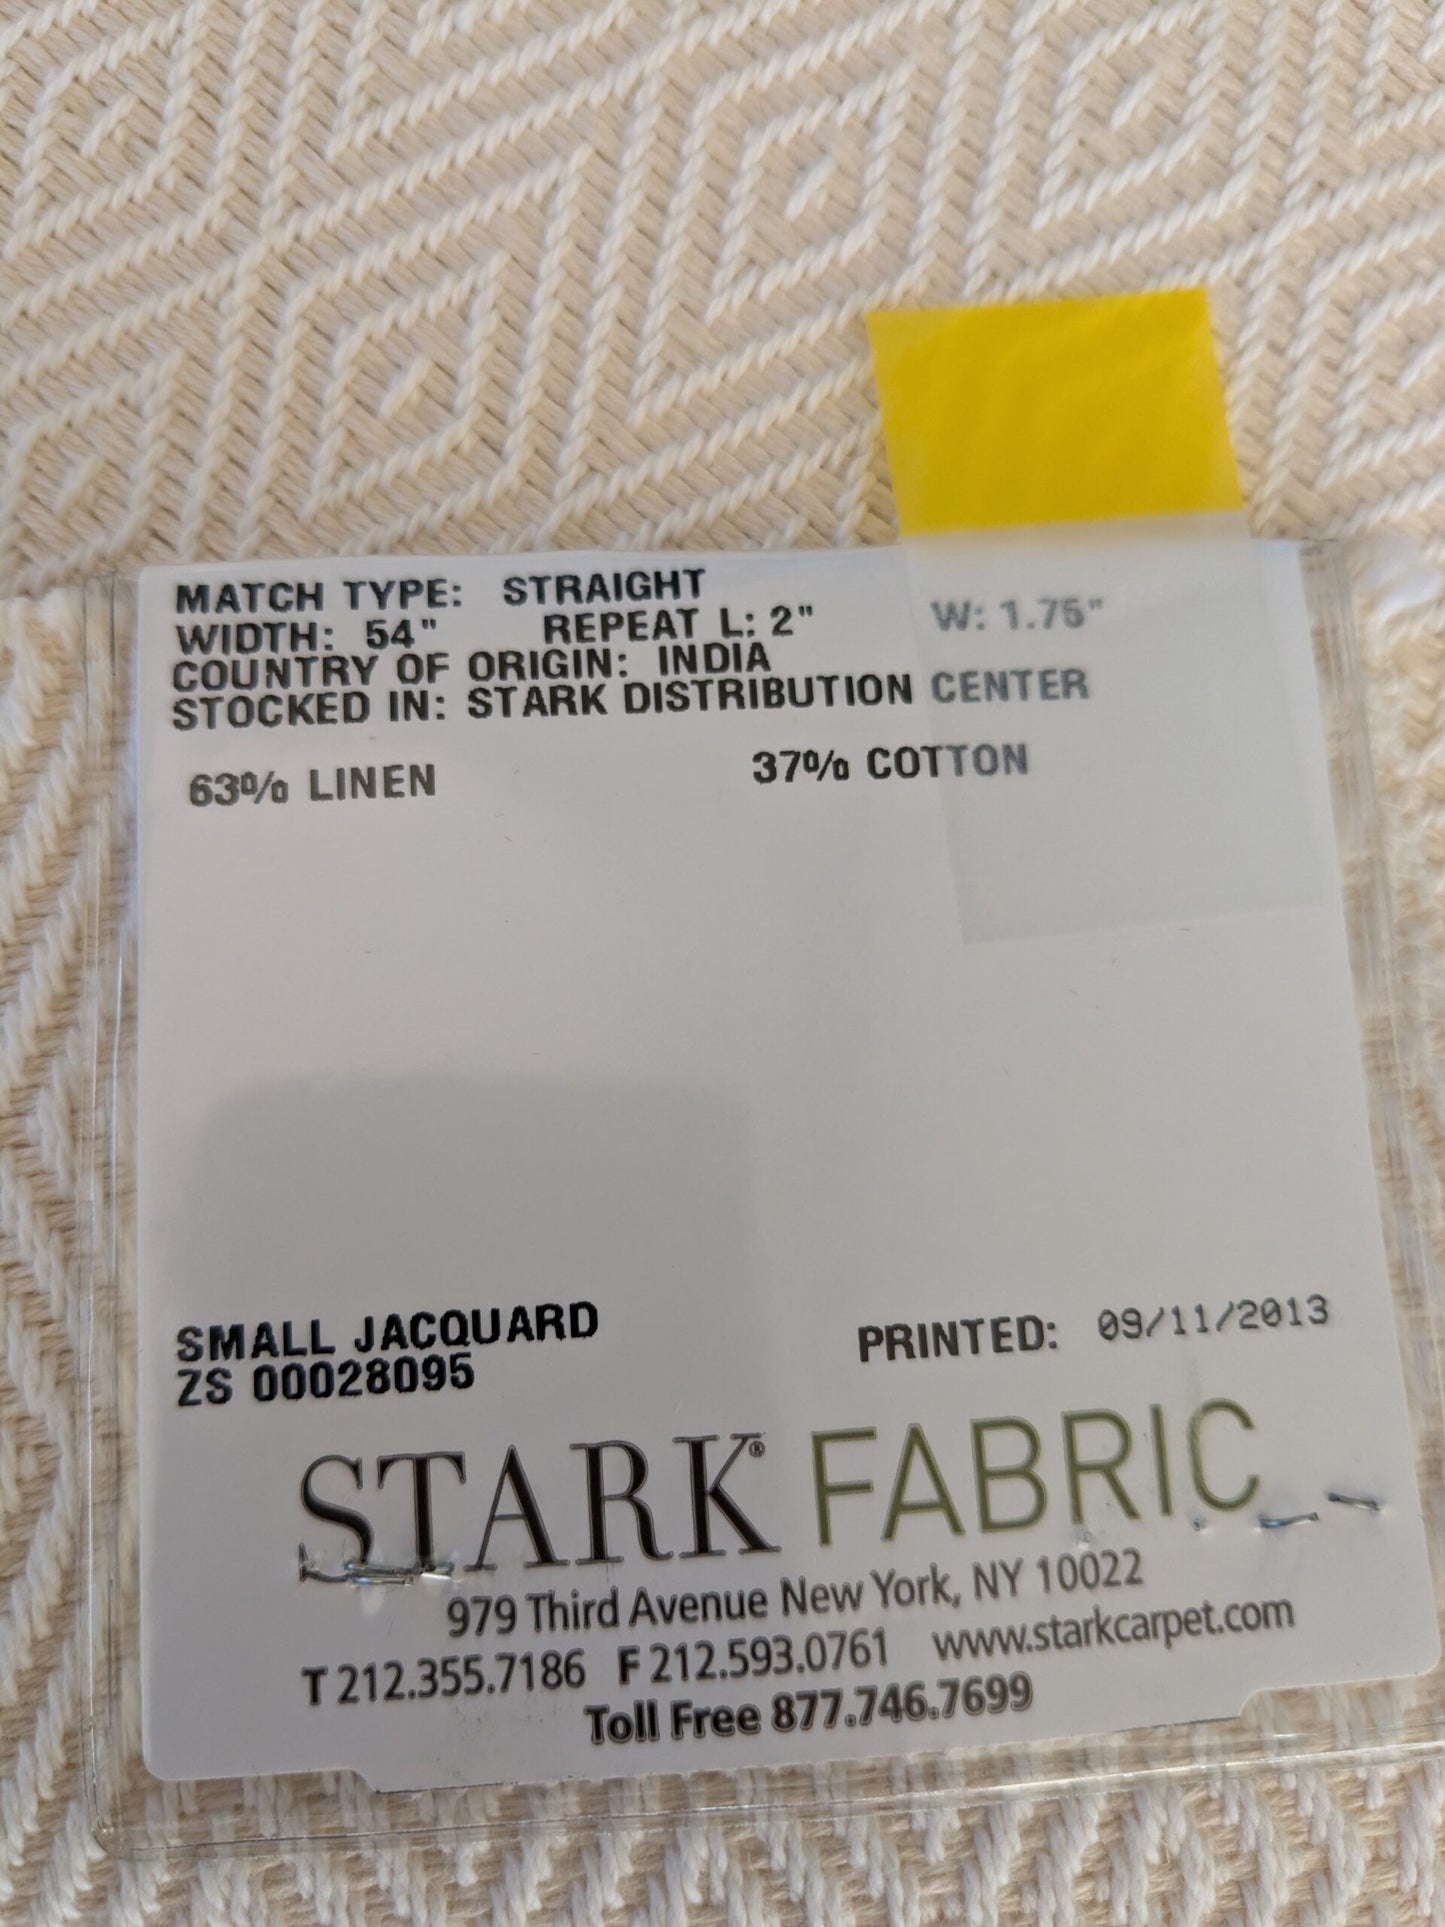 MATCH TYPE: STRAIGHT
WIDTH: 54" REPEAT L: 2" W: 1.75"
COUNTRY OF ORIGIN: INDIA
STOCKED IN: STARK DISTRIBUTION CENTER
63% LINEN 37% COTTON
SMALL JACQUARD
ZS 00028095
PRINTED: 09/11/2013
STARK® FABRIC
979 Third Avenue New York, NY 10022
T 212.355.7186 F 212.593.0761 www.starkcarpet.com
Toll Free 877.746.7699